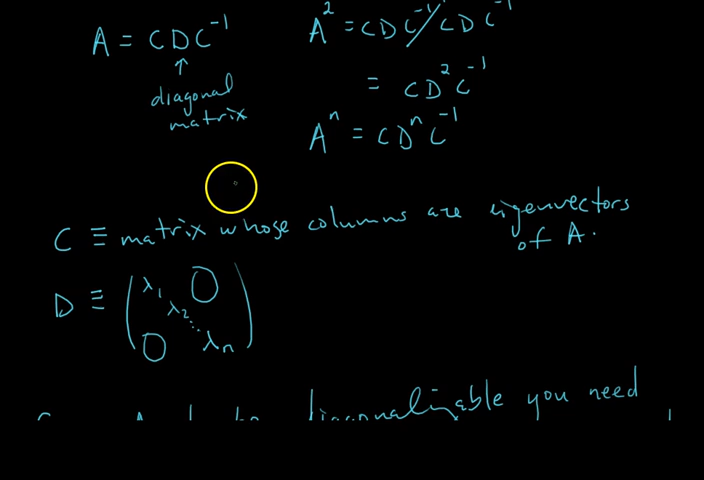 A = CDC⁻¹
diagonal
matrix
A² = CDC⁻¹CDC⁻¹
= CD²C⁻¹
Aⁿ = CDⁿC⁻¹
C ≡ matrix whose columns are eigenvectors
of A.
D ≡ (λ₁ 0
λ₂
⋱
0 λₙ)
diagonalizable you need